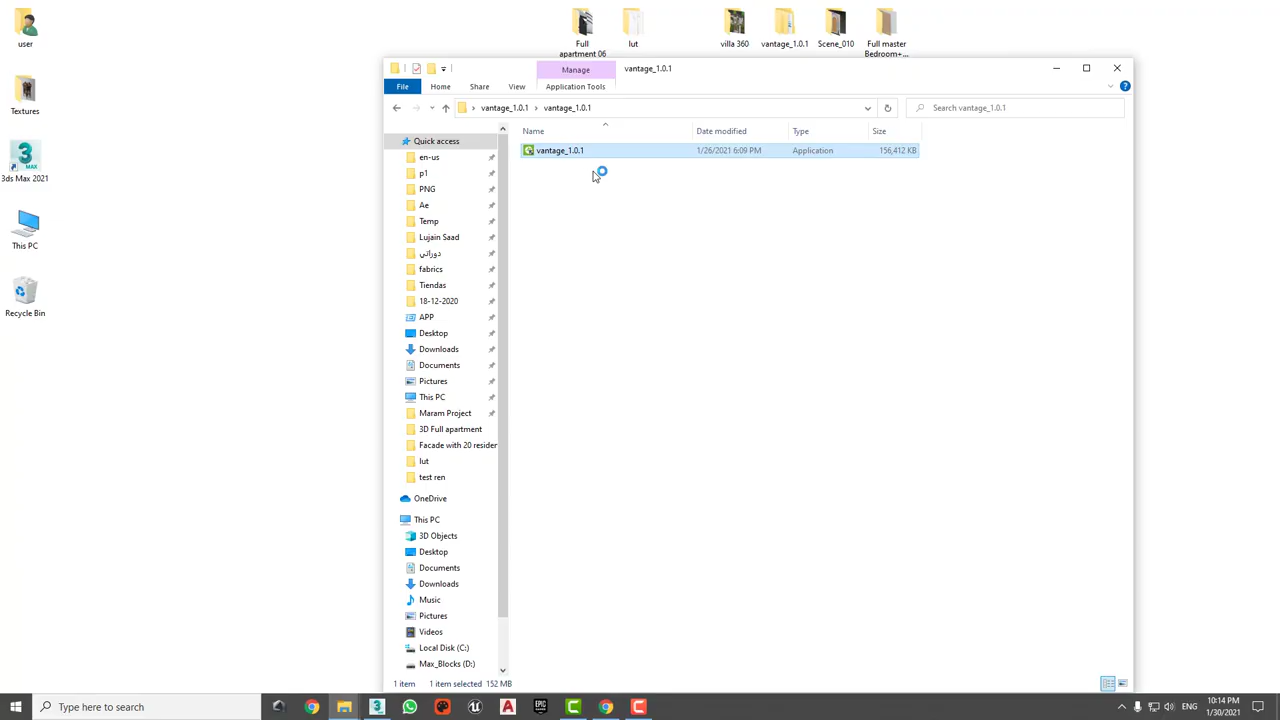 user
Textures
3ds Max 2021
This PC
Recycle Bin
Full
apartment 06
lut
villa 360
vantage_1.0.1
Scene_010
Full master
Bedroom+...
Manage
vantage_1.0.1
File
Home
Share
View
Application Tools
vantage_1.0.1 › vantage_1.0.1
Search vantage_1.0.1
Name
Date modified
Type
Size
vantage_1.0.1
1/26/2021 6:09 PM
Application
156,412 KB
Quick access
en-us
p1
PNG
Ae
Temp
Lujain Saad
دوراتي
fabrics
Tiendas
18-12-2020
APP
Desktop
Downloads
Documents
Pictures
This PC
Maram Project
3D Full apartment
Facade with 20 resider
lut
test ren
OneDrive
This PC
3D Objects
Desktop
Documents
Downloads
Music
Pictures
Videos
Local Disk (C:)
Max_Blocks (D:)
1 item
1 item selected 152 MB
Type here to search
ENG
10:14 PM
1/30/2021